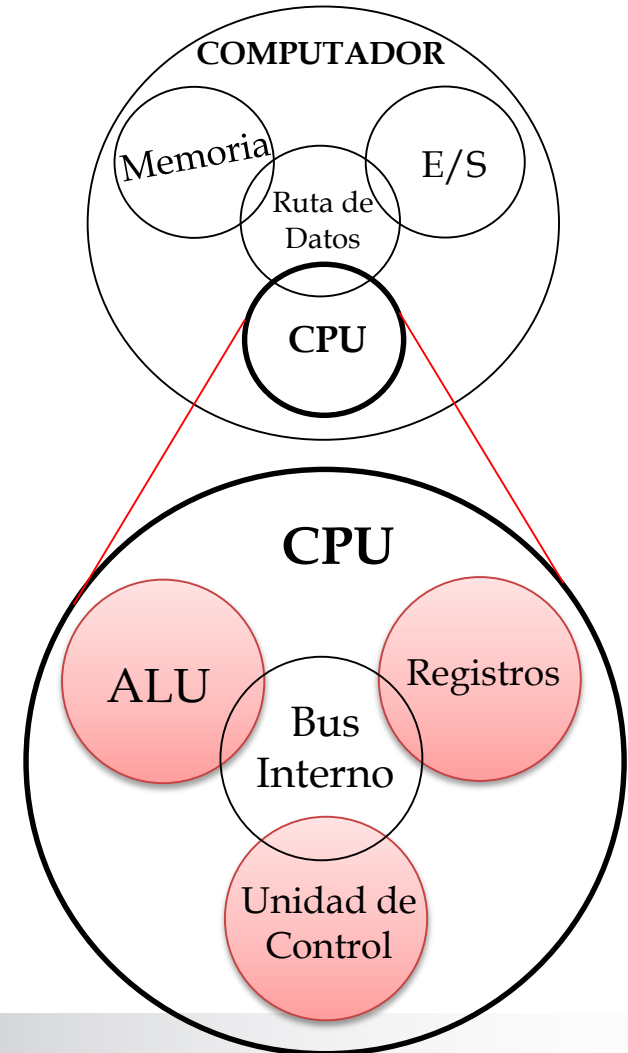 COMPUTADOR
Memoria
E/S
Ruta de
Datos
CPU
CPU
ALU
Registros
Bus
Interno
Unidad de
Control